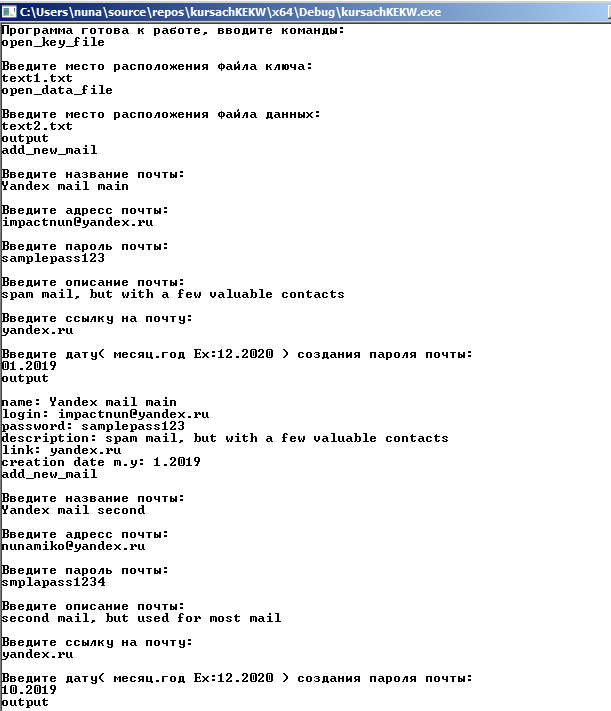 C:\Users\nuna\source\repos\kursachKEKW\x64\Debug\kursachKEKW.exe
Программа готова к работе, вводите команды:
open_key_file
Введите место расположения файла ключа:
text1.txt
open_data_file
Введите место расположения файла данных:
text2.txt
output
add_new_mail
Введите название почты:
Yandex mail main
Введите адресс почты:
impactnun@yandex.ru
Введите пароль почты:
samplepass123
Введите описание почты:
spam mail, but with a few valuable contacts
Введите ссылку на почту:
yandex.ru
Введите дату( месяц.год Ex:12.2020 ) создания пароля почты:
01.2019
output
name: Yandex mail main
login: impactnun@yandex.ru
password: samplepass123
description: spam mail, but with a few valuable contacts
link: yandex.ru
creation date m.y: 1.2019
add_new_mail
Введите название почты:
Yandex mail second
Введите адресс почты:
nunamiko@yandex.ru
Введите пароль почты:
smplapass1234
Введите описание почты:
second mail, but used for most mail
Введите ссылку на почту:
yandex.ru
Введите дату( месяц.год Ex:12.2020 ) создания пароля почты:
10.2019
output